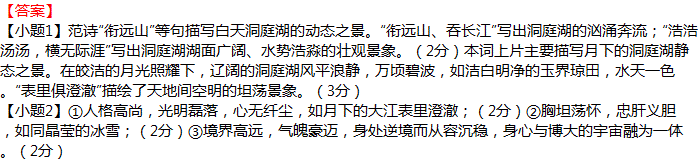 【答案】
【小题1】范诗“衔远山”等句描写白天洞庭湖的动态之景。“衔远山、吞长江”写出洞庭湖的汹涌奔流；“浩浩
汤汤，横无际涯”写出洞庭湖湖面广阔、水势浩淼的壮观景象。（2分）本词上片主要描写月下的洞庭湖静
态之景。在皎洁的月光照耀下，辽阔的洞庭湖风平浪静，万顷碧波，如洁白明净的玉界琼田，水天一色
。“表里俱澄澈”描绘了天地间空明的坦荡景象。（3分）
【小题2】①人格高尚，光明磊落，心无纤尘，如月下的大江表里澄澈；（2分）②胸坦荡怀，忠肝义胆
，如同晶莹的冰雪；（2分）③境界高远，气魄豪迈，身处逆境而从容沉稳，身心与博大的宇宙融为一体
。（2分）